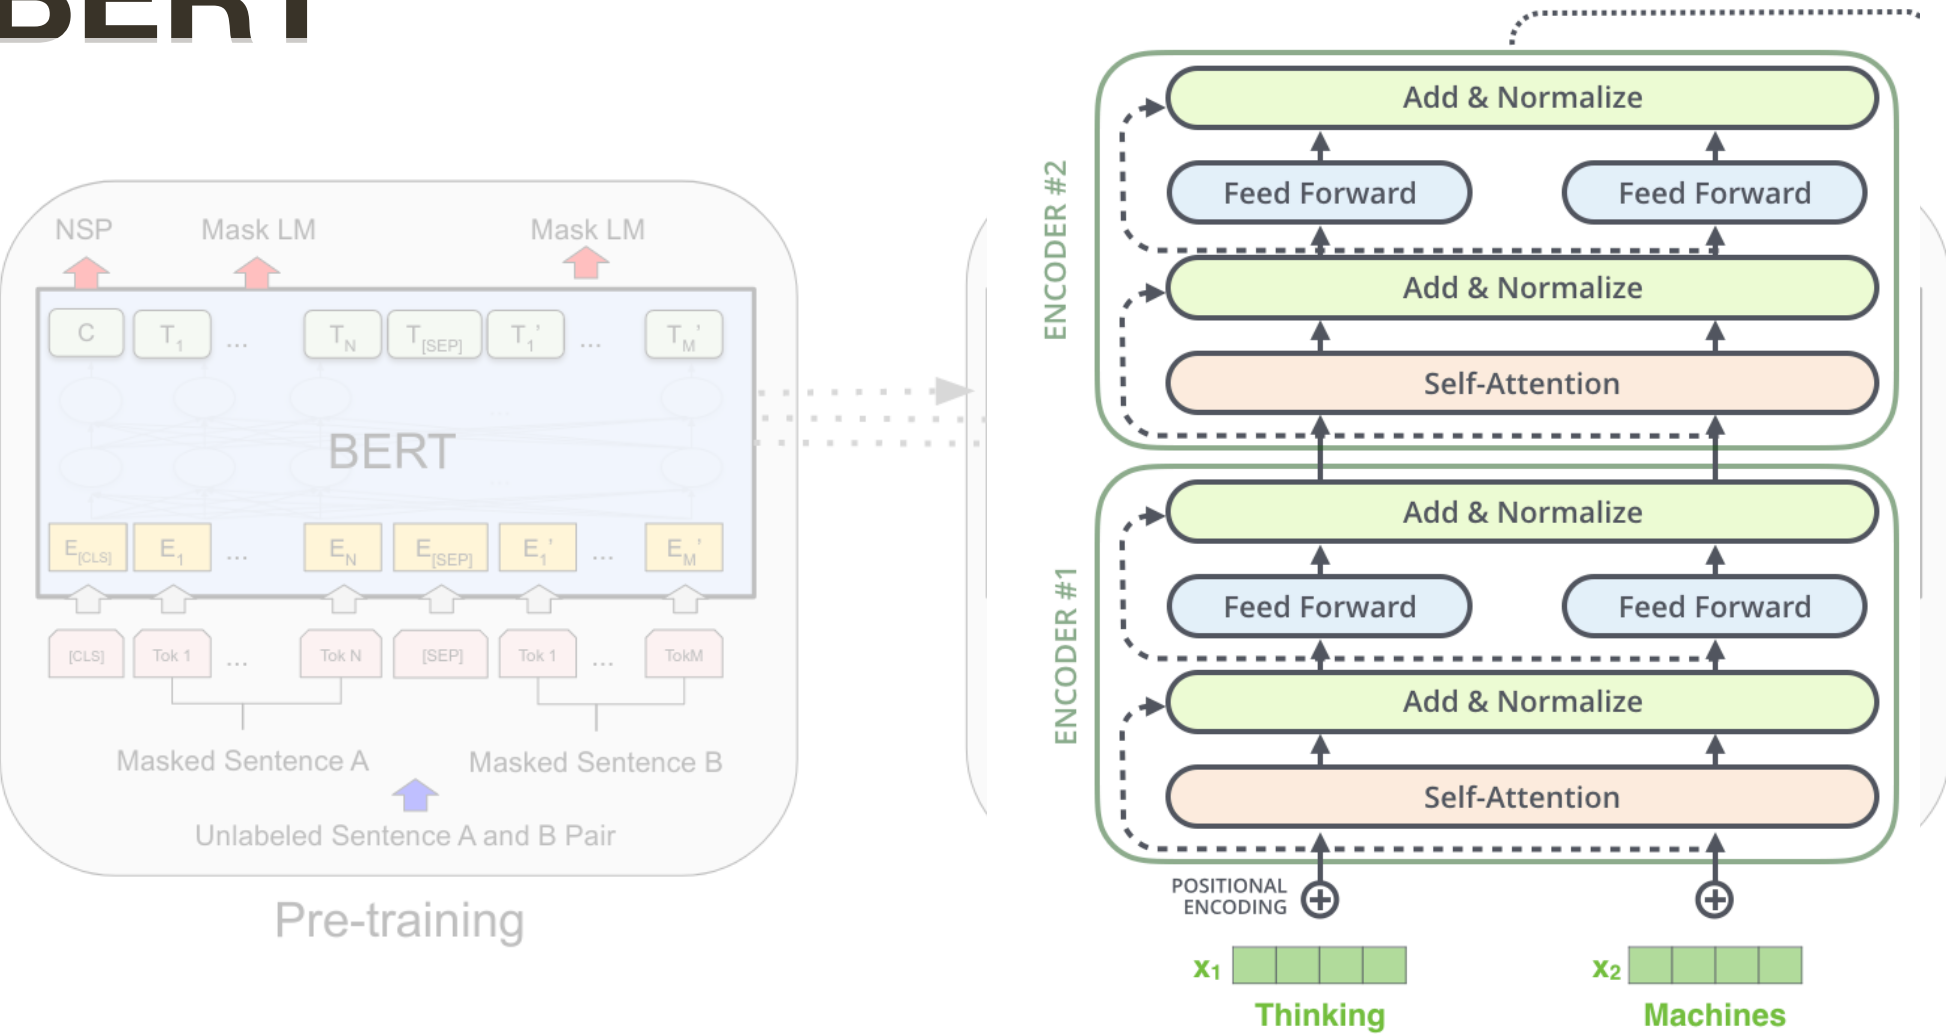 BERT
NSP Mask LM Mask LM
C T1 ... TN T[SEP] T1' ... TM'
BERT
E[CLS] E1 ... EN E[SEP] E1' ... EM'
[CLS] Tok 1 ... Tok N [SEP] Tok 1 ... TokM
Masked Sentence A Masked Sentence B
Unlabeled Sentence A and B Pair
Pre-training
ENCODER #2
Add & Normalize
Feed Forward Feed Forward
Add & Normalize
Self-Attention
ENCODER #1
Add & Normalize
Feed Forward Feed Forward
Add & Normalize
Self-Attention
POSITIONAL
ENCODING
x1 x2
Thinking Machines